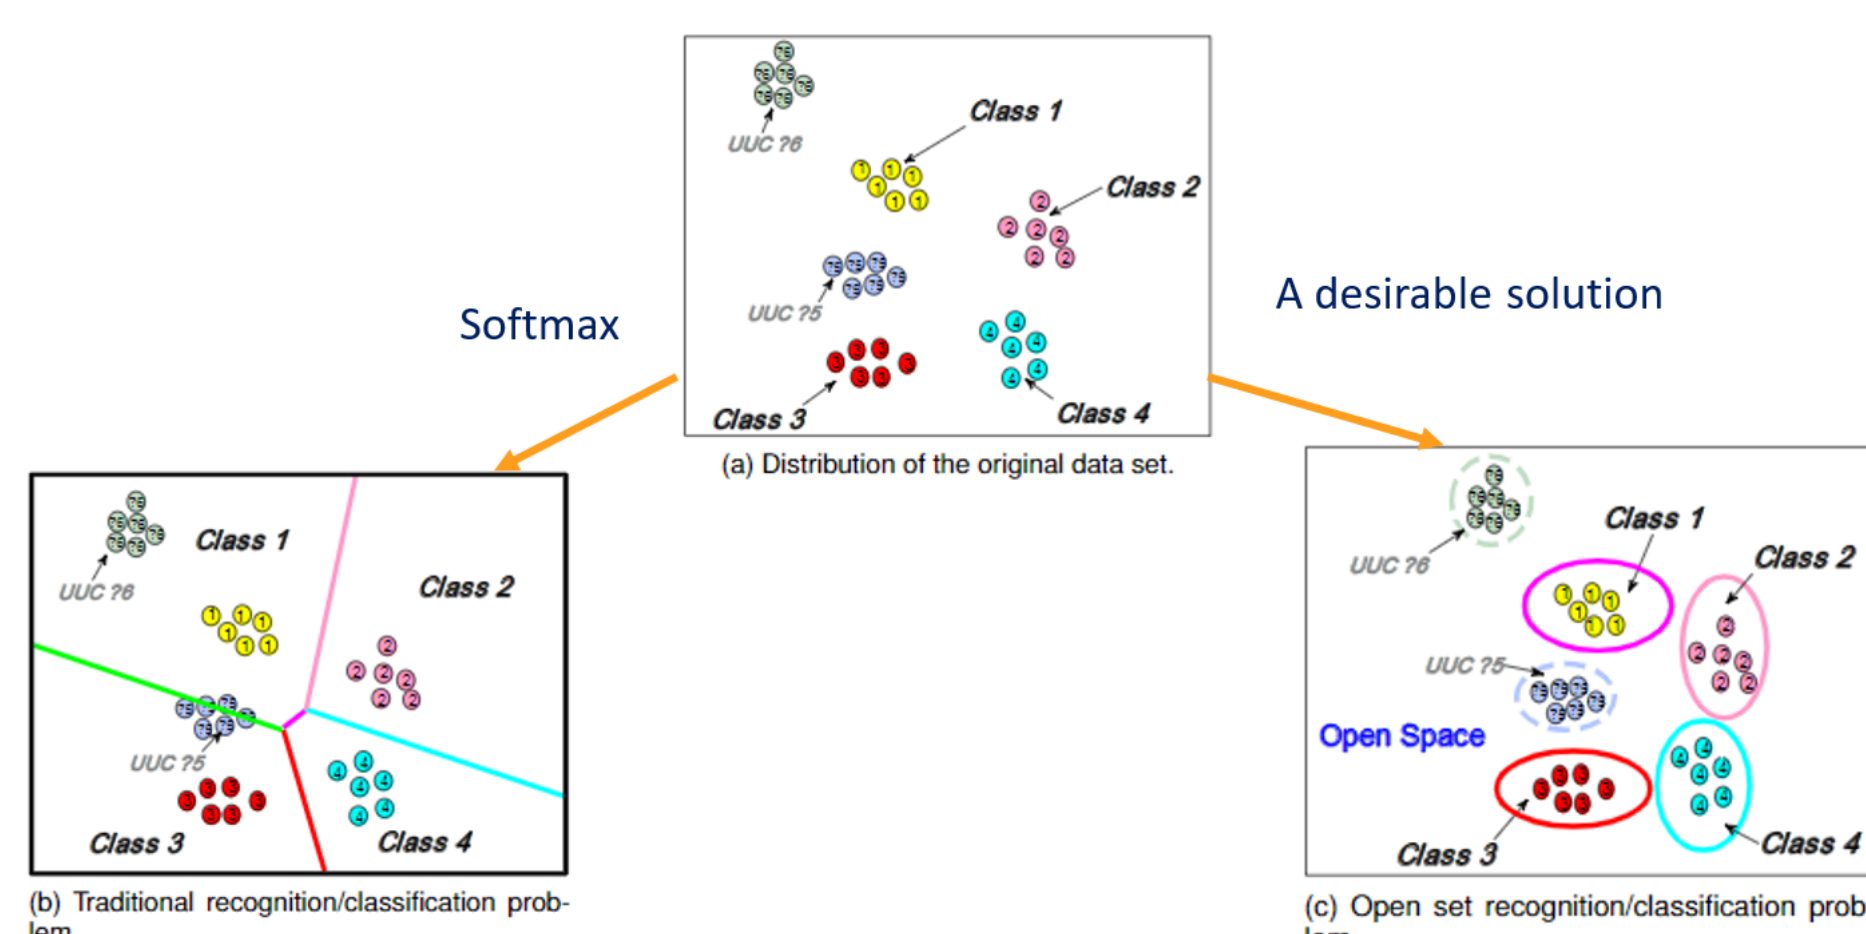 UUC ?6
Class 1
Class 2
UUC ?5
Class 3
Class 4
(a) Distribution of the original data set.
Softmax
A desirable solution
Class 1
UUC ?6
Class 2
UUC ?5
Class 3
Class 4
(b) Traditional recognition/classification prob-
lem
Class 1
UUC ?6
Class 2
UUC ?5
Open Space
Class 3
Class 4
(c) Open set recognition/classification prob